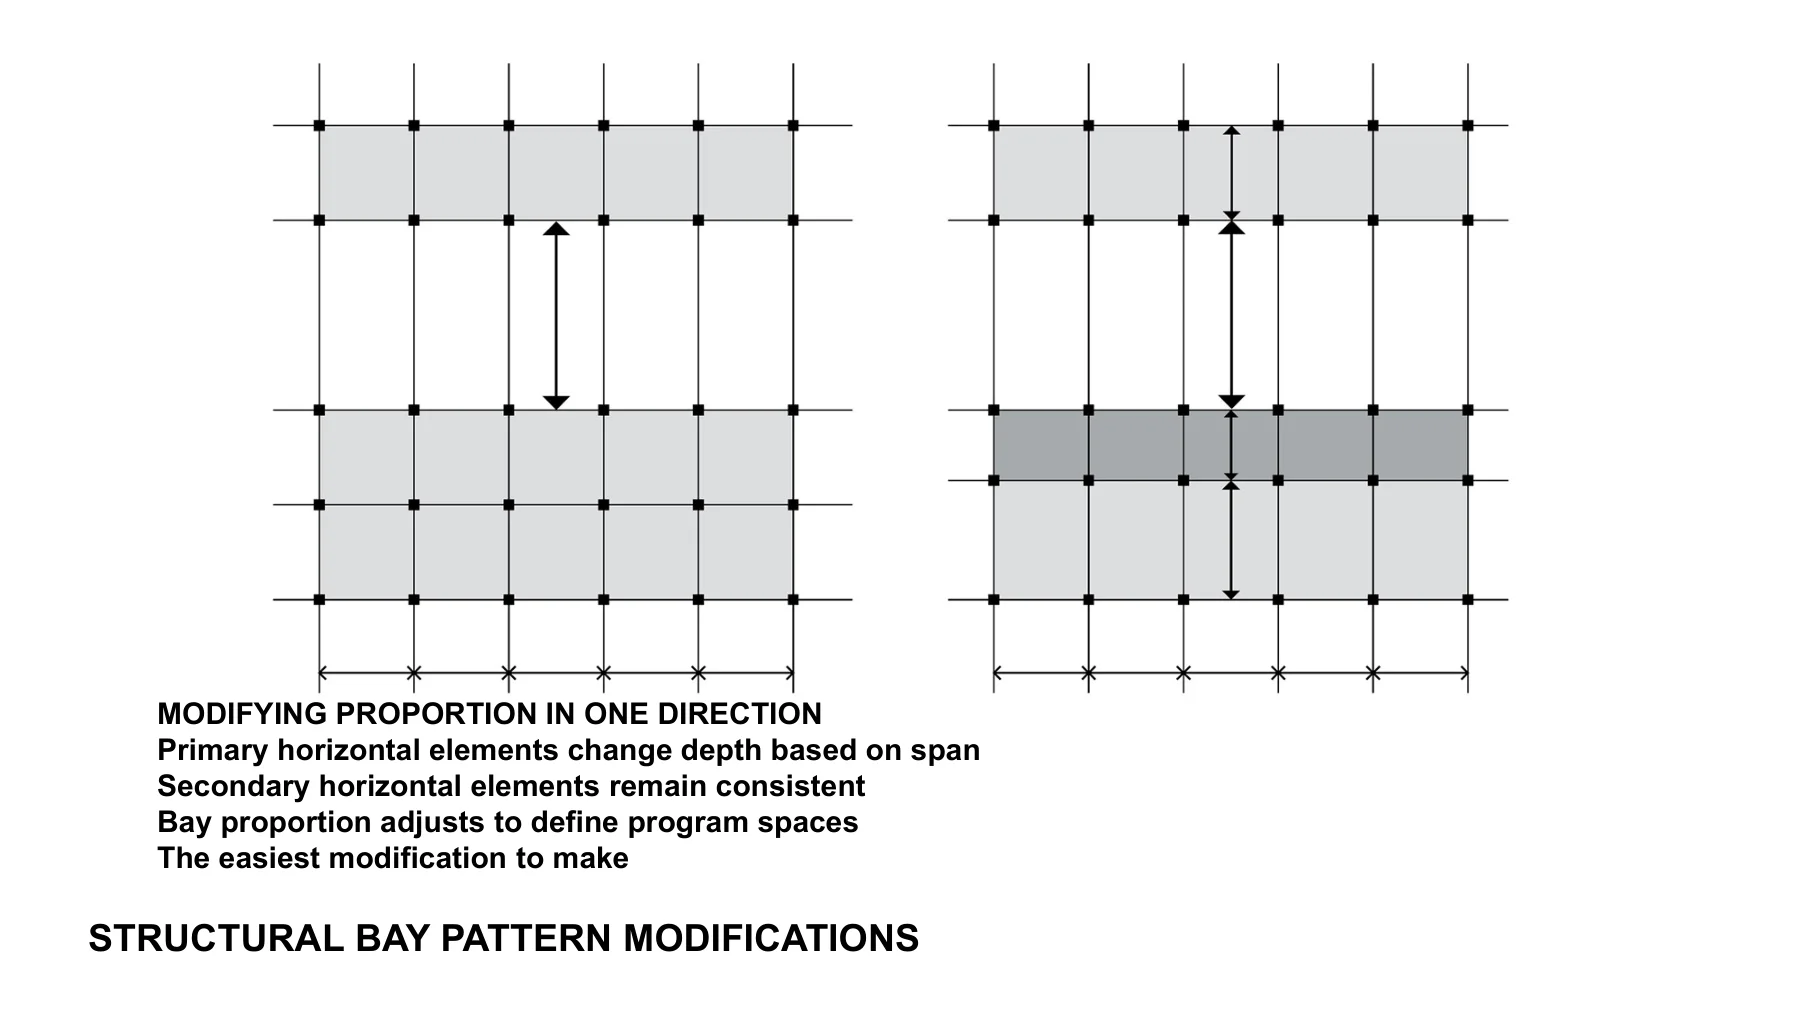 MODIFYING PROPORTION IN ONE DIRECTION
Primary horizontal elements change depth based on span
Secondary horizontal elements remain consistent
Bay proportion adjusts to define program spaces
The easiest modification to make
STRUCTURAL BAY PATTERN MODIFICATIONS